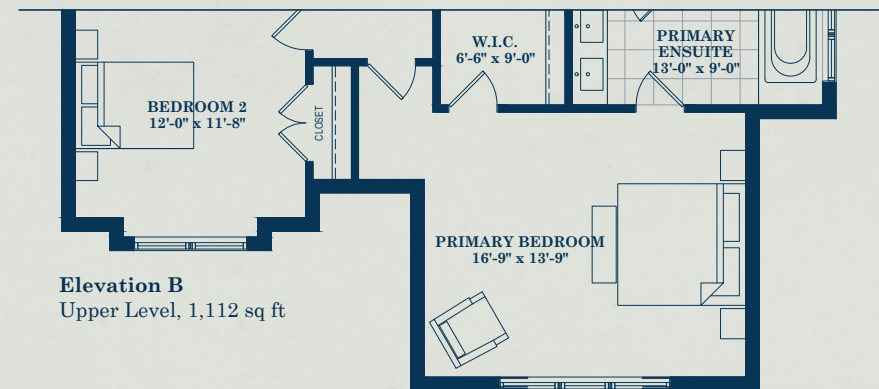 W.I.C.
6'-6" x 9'-0"
PRIMARY
ENSUITE
13'-0" x 9'-0"
BEDROOM 2
12'-0" x 11'-8"
CLOSET
PRIMARY BEDROOM
16'-9" x 13'-9"
Elevation B
Upper Level, 1,112 sq ft